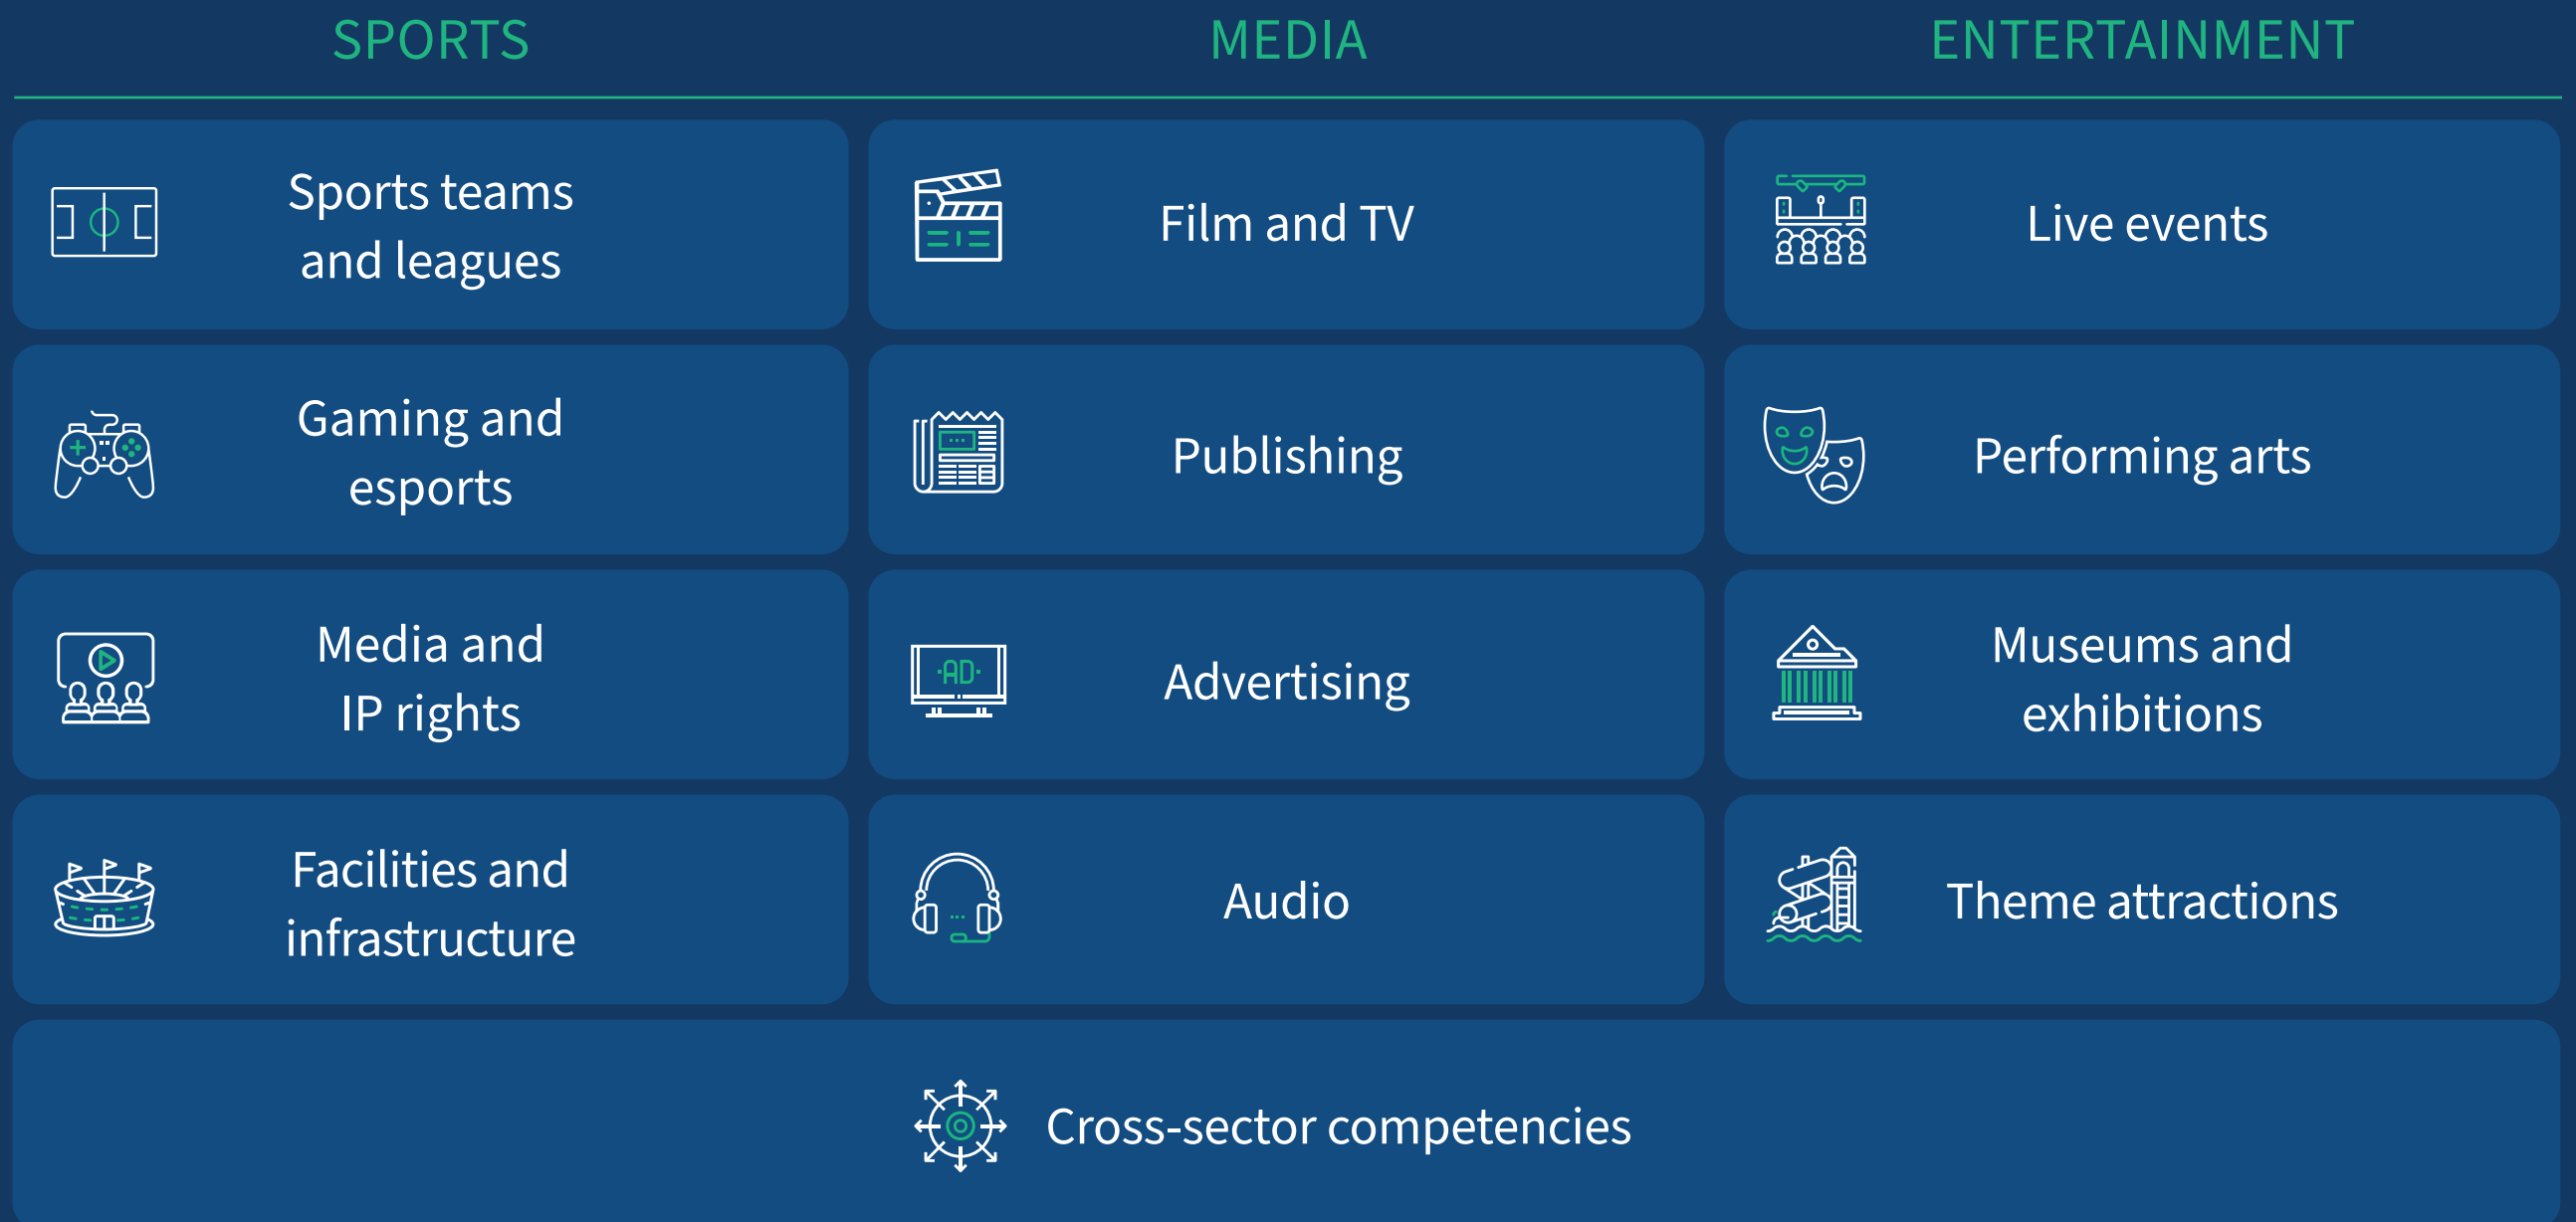 SPORTS
MEDIA
ENTERTAINMENT
Sports teams
and leagues
Film and TV
Live events
Gaming and
esports
Publishing
Performing arts
Media and
IP rights
AD
Advertising
Museums and
exhibitions
Facilities and
infrastructure
Audio
Theme attractions
Cross-sector competencies